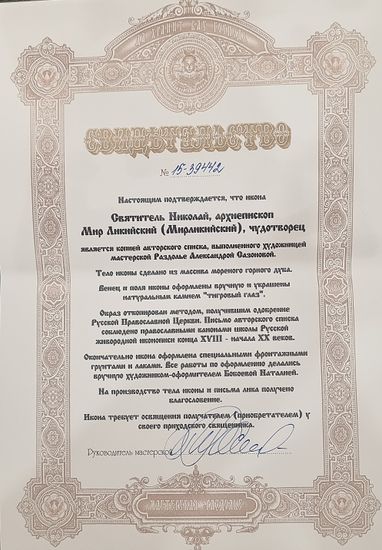 СВИДЕТЕЛЬСТВО
№ 15-39442
Настоящим подтверждается, что икона
Святитель Николай, архиепископ
Мир Ликийский (Мирликийский), чудотворец
является копией авторского списка, выполненного художницей
мастерской Раздолье Александрой Сазоновой.
Тело иконы сделано из массива мореного горного дуба.
Венец и поля иконы оформлены вручную и украшены
натуральным камнем "тигровый глаз".
Образ откопирован методом, получившим одобрение
Русской Православной Церкви. Письмо авторского списка
соблюдено православными канонами школы Русской
живородной иконописи конца XVIII - начала XX веков.
Окончательно икона оформлена специальными фронтажными
грунтами и лаками. Все работы по оформлению делались
вручную художником-оформителем Бокоевой Наталией.
На производство тела иконы и письма лика получено
благословение.
Икона требует освящения получателем (приобретателем) у
своего приходского священника.
Руководитель мастерской